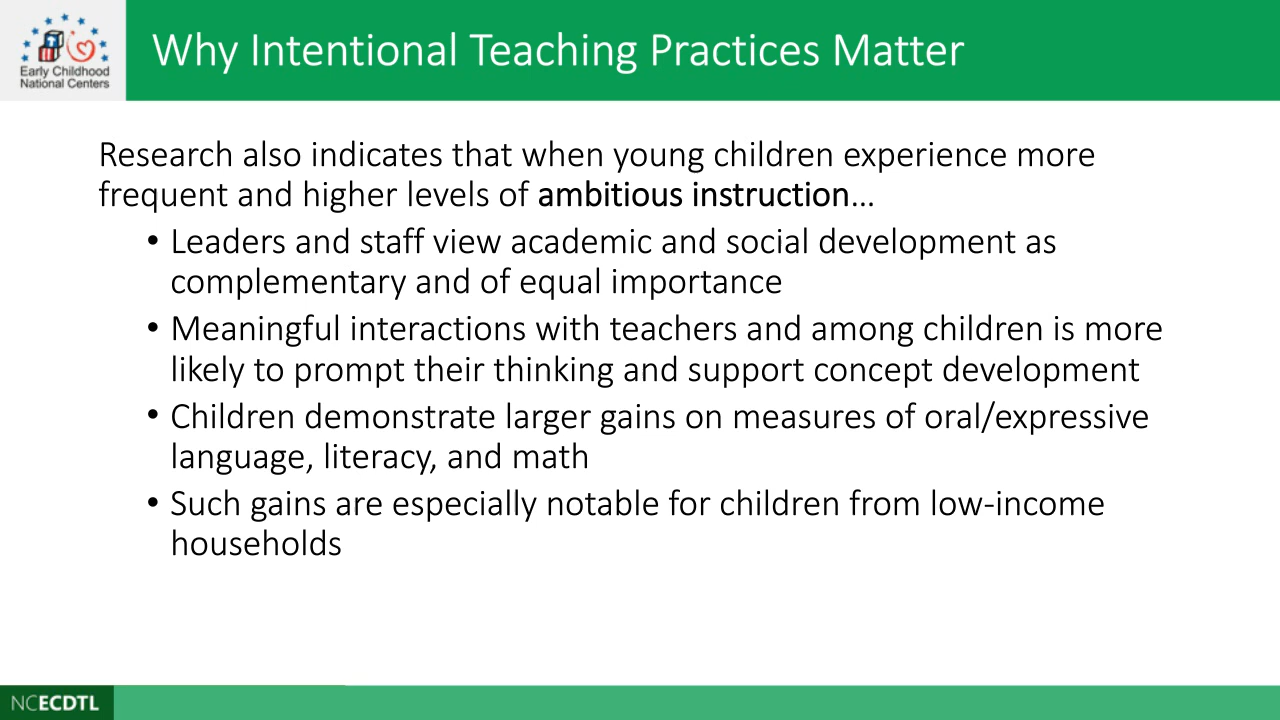 Early Childhood
National Centers
Why Intentional Teaching Practices Matter
Research also indicates that when young children experience more
frequent and higher levels of ambitious instruction…
• Leaders and staff view academic and social development as
complementary and of equal importance
• Meaningful interactions with teachers and among children is more
likely to prompt their thinking and support concept development
• Children demonstrate larger gains on measures of oral/expressive
language, literacy, and math
• Such gains are especially notable for children from low-income
households
NCECDTL